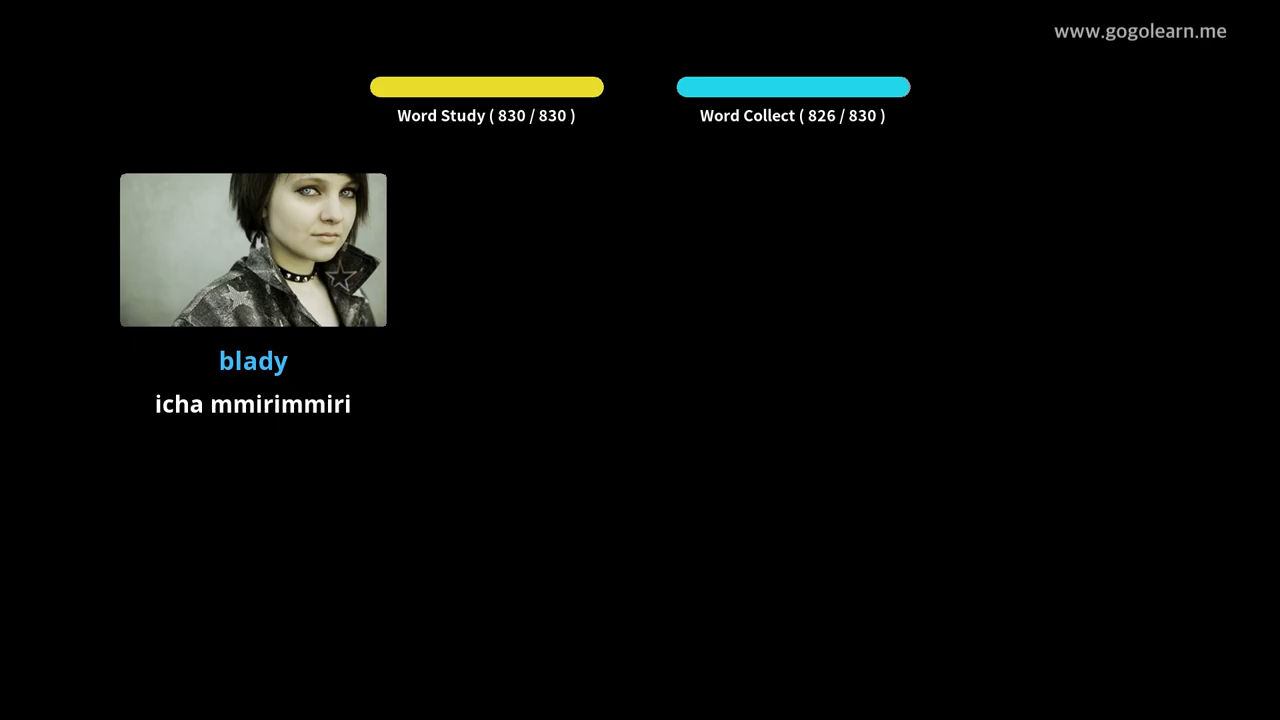 www.gogolearn.me
Word Study ( 830 / 830 )
Word Collect ( 826 / 830 )
blady
icha mmirimmiri